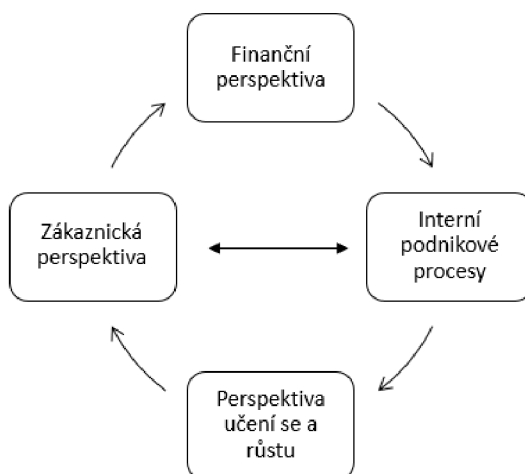 Finanční
perspektiva
Zákaznická
perspektiva
Interní
podnikové
procesy
Perspektiva
učení se a
růstu